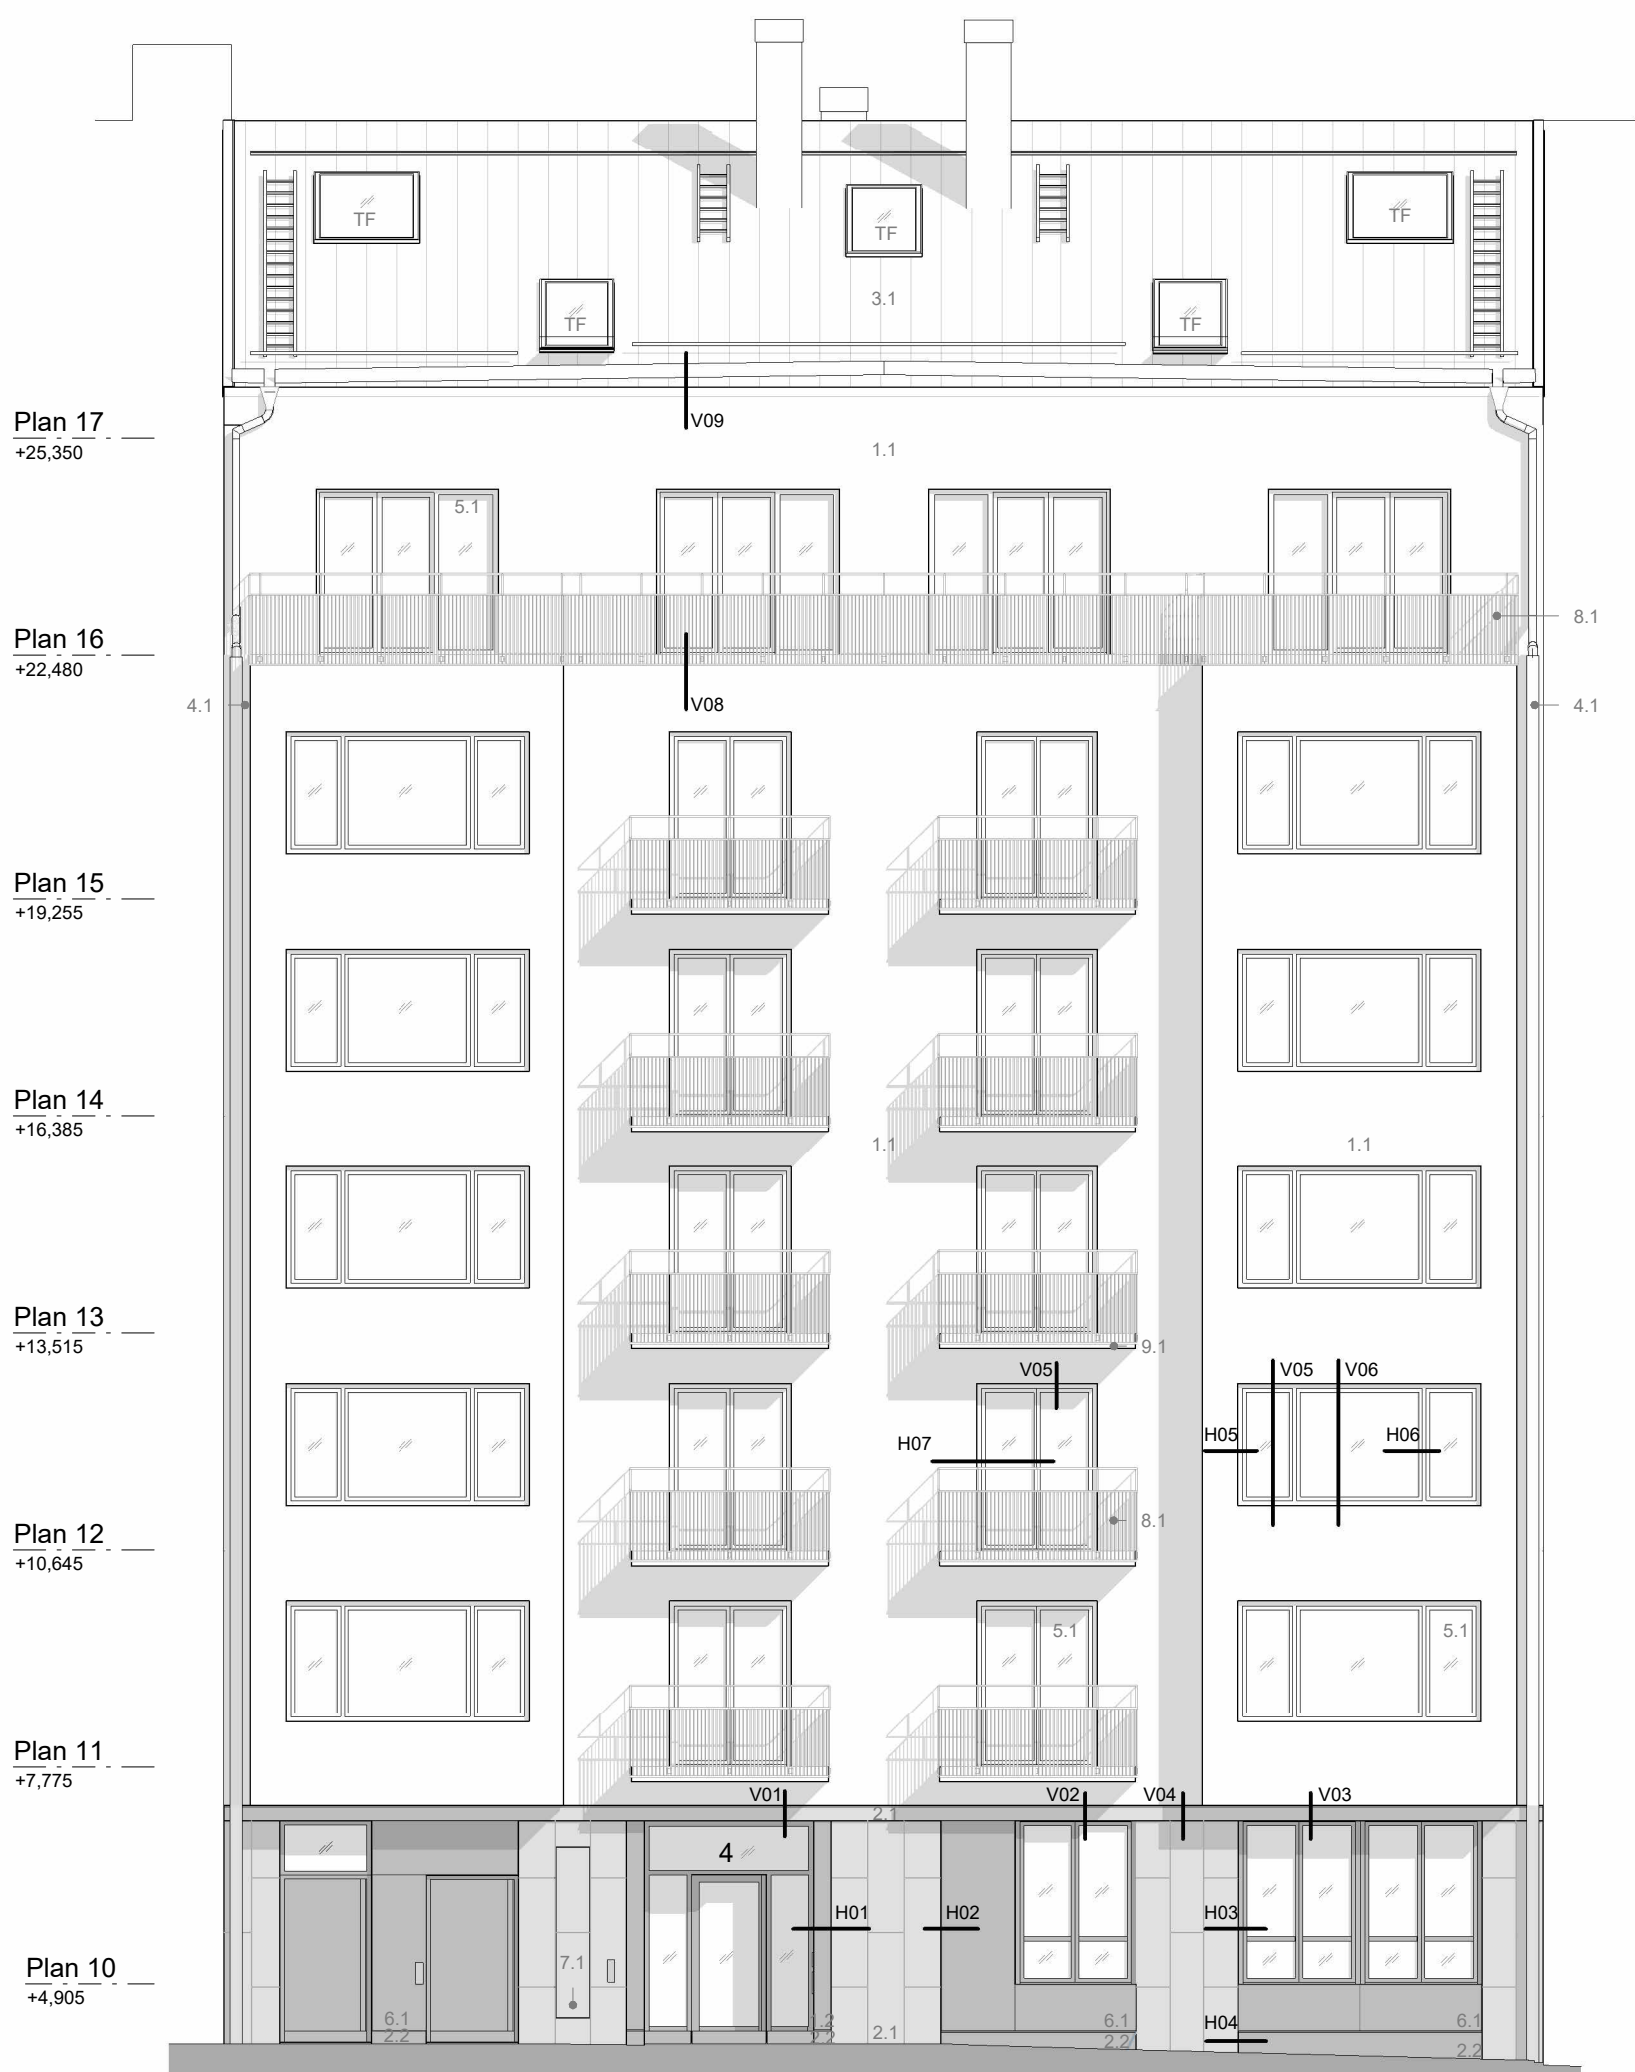 TF
TF
TF
TF
TF
3.1
Plan 17
+25,350
V09
1.1
5.1
Plan 16
+22,480
8.1
4.1
V08
4.1
Plan 15
+19,255
Plan 14
+16,385
1.1
1.1
Plan 13
+13,515
9.1
V05
V05
V06
H07
H05
H06
Plan 12
+10,645
8.1
5.1
5.1
Plan 11
+7,775
V01
V02
V04
V03
2.1
4
H01
H02
H03
7.1
Plan 10
+4,905
6.1
2.2
2.2
2.1
6.1
2.2
H04
6.1
2.2